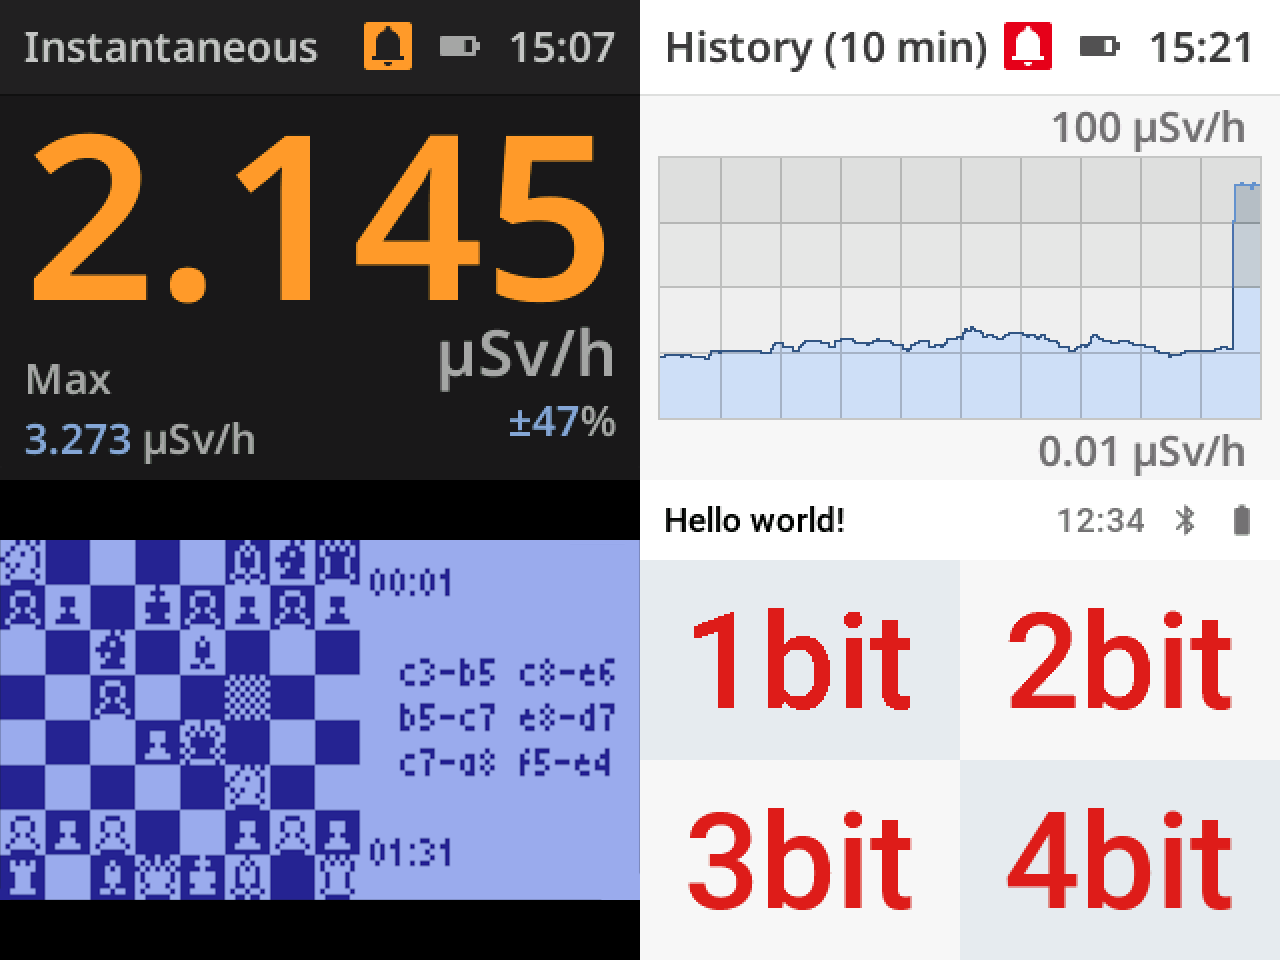 Instantaneous 15:07
2.145
µSv/h
Max
±47%
3.273 µSv/h
History (10 min) 15:21
100 µSv/h
0.01 µSv/h
00:01
c3-b5 c8-e6
b5-c7 e8-d7
c7-a8 f5-e4
01:31
Hello world! 12:34
1bit 2bit
3bit 4bit